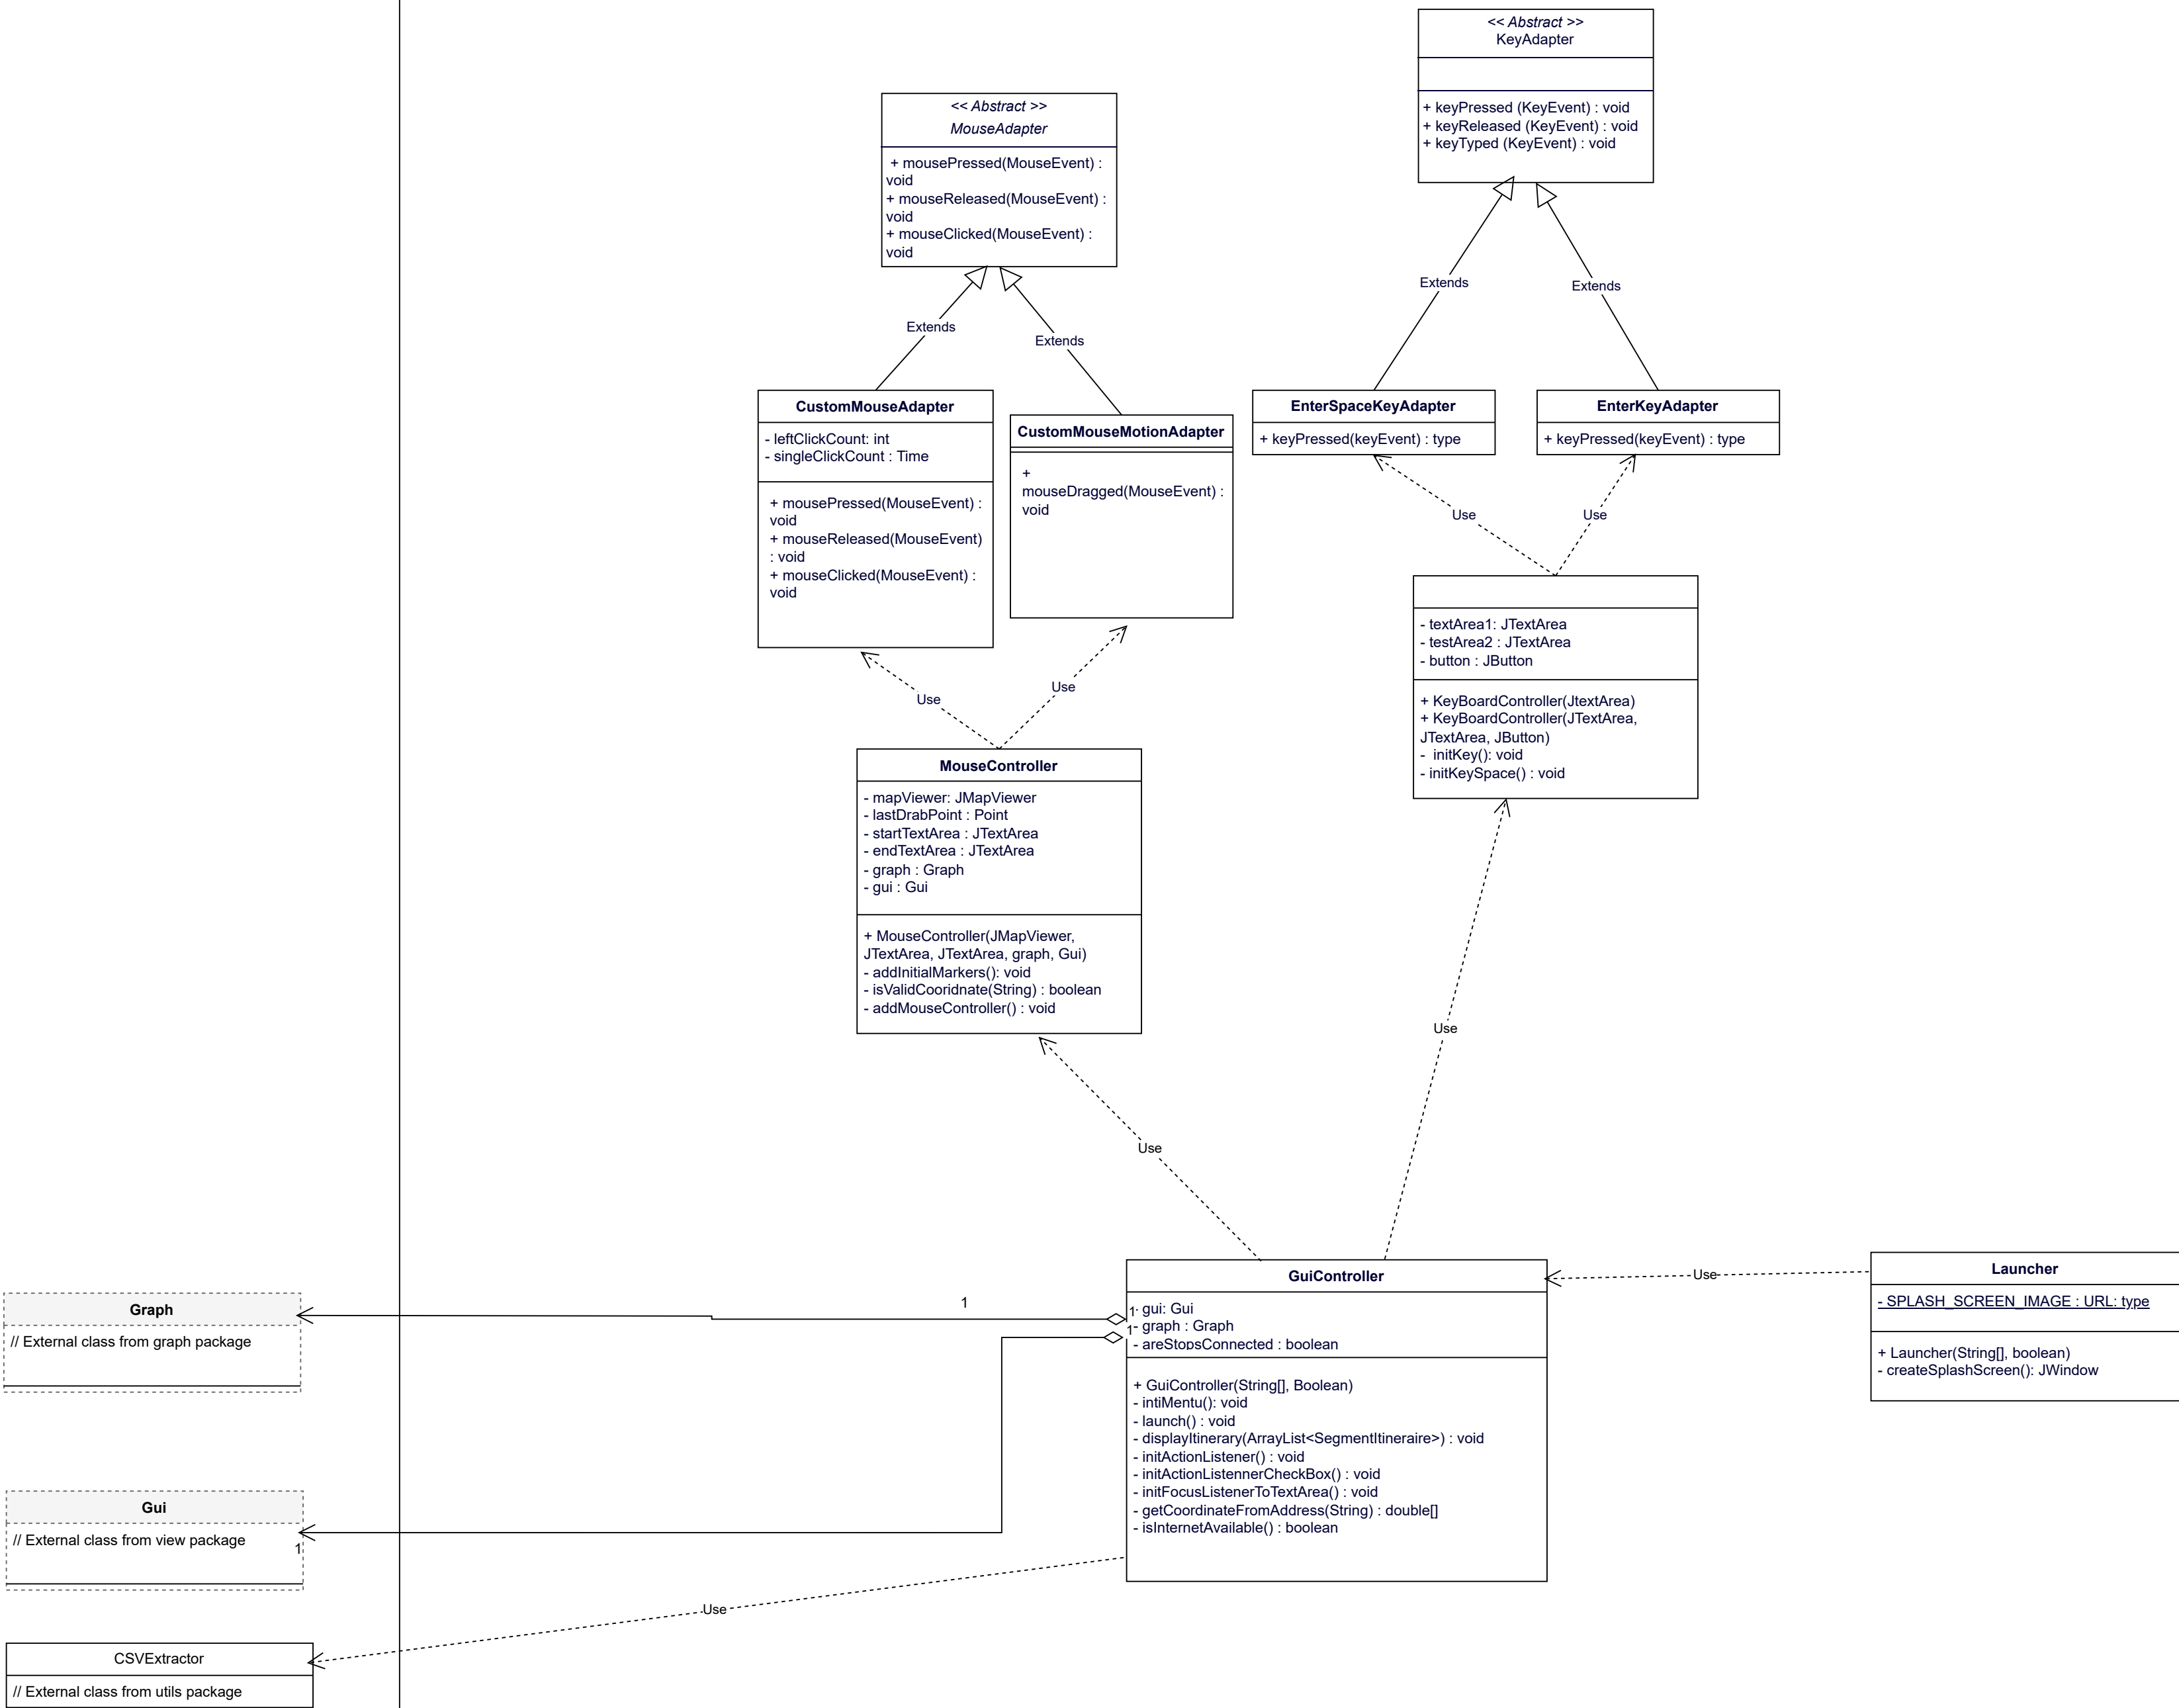 << Abstract >>
KeyAdapter
+ keyPressed (KeyEvent) : void
+ keyReleased (KeyEvent) : void
+ keyTyped (KeyEvent) : void
<< Abstract >>
MouseAdapter
+ mousePressed(MouseEvent) :
void
+ mouseReleased(MouseEvent) :
void
+ mouseClicked(MouseEvent) :
void
Extends
Extends
Extends
Extends
CustomMouseAdapter
- leftClickCount: int
- singleClickCount : Time
+ mousePressed(MouseEvent) :
void
+ mouseReleased(MouseEvent)
: void
+ mouseClicked(MouseEvent) :
void
CustomMouseMotionAdapter
+
mouseDragged(MouseEvent) :
void
EnterSpaceKeyAdapter
+ keyPressed(keyEvent) : type
EnterKeyAdapter
+ keyPressed(keyEvent) : type
Use
Use
Use
Use
- textArea1: JTextArea
- testArea2 : JTextArea
- button : JButton
+ KeyBoardController(JtextArea)
+ KeyBoardController(JTextArea,
JTextArea, JButton)
- initKey(): void
- initKeySpace() : void
MouseController
- mapViewer: JMapViewer
- lastDrabPoint : Point
- startTextArea : JTextArea
- endTextArea : JTextArea
- graph : Graph
- gui : Gui
+ MouseController(JMapViewer,
JTextArea, JTextArea, graph, Gui)
- addInitialMarkers(): void
- isValidCooridnate(String) : boolean
- addMouseController() : void
Use
Use
GuiController
- gui: Gui
- graph : Graph
- areStopsConnected : boolean
+ GuiController(String[], Boolean)
- intiMentu(): void
- launch() : void
- displayItinerary(ArrayList<SegmentItineraire>) : void
- initActionListener() : void
- initActionListennerCheckBox() : void
- initFocusListenerToTextArea() : void
- getCoordinateFromAddress(String) : double[]
- isInternetAvailable() : boolean
Use
Launcher
- SPLASH_SCREEN_IMAGE : URL: type
+ Launcher(String[], boolean)
- createSplashScreen(): JWindow
1
1
1
Graph
// External class from graph package
Gui
// External class from view package
1
Use
CSVExtractor
// External class from utils package